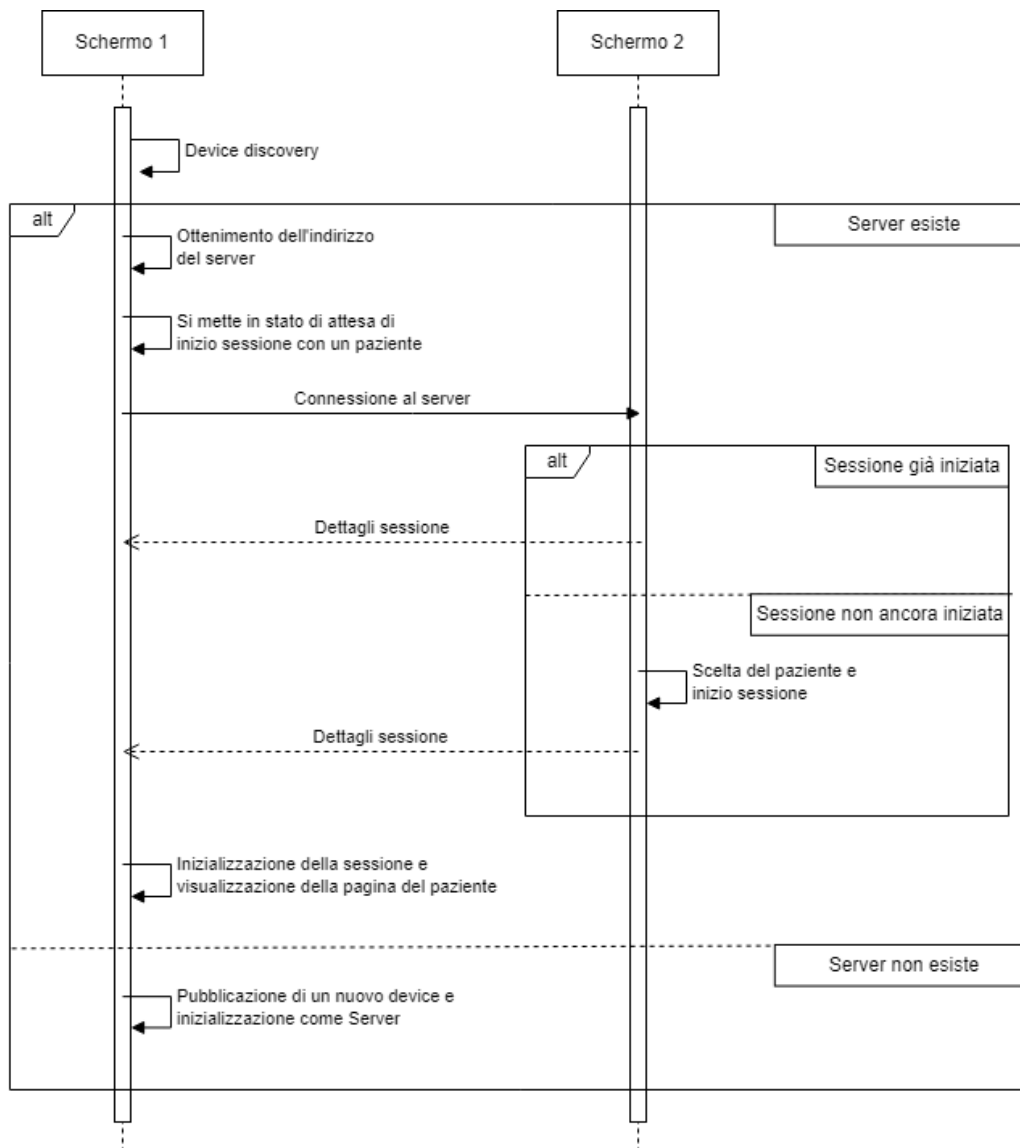 Schermo 1
Schermo 2
Device discovery
alt
Server esiste
Ottenimento dell'indirizzo
del server
Si mette in stato di attesa di
inizio sessione con un paziente
Connessione al server
alt
Sessione già iniziata
Dettagli sessione
Sessione non ancora iniziata
Scelta del paziente e
inizio sessione
Dettagli sessione
Inizializzazione della sessione e
visualizzazione della pagina del paziente
Server non esiste
Pubblicazione di un nuovo device e
inizializzazione come Server